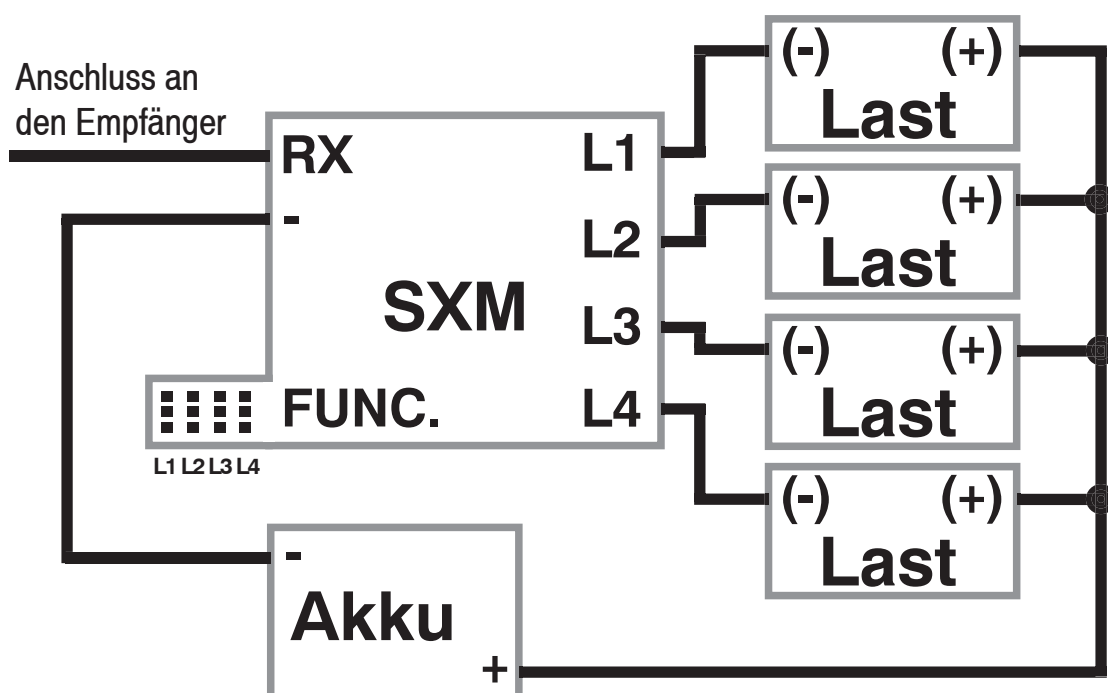 Anschluss an
den Empfänger
RX
-
SXM
FUNC.
L1 L2 L3 L4
L1
L2
L3
L4
(-) (+)
Last
(-) (+)
Last
(-) (+)
Last
(-) (+)
Last
-
Akku
+